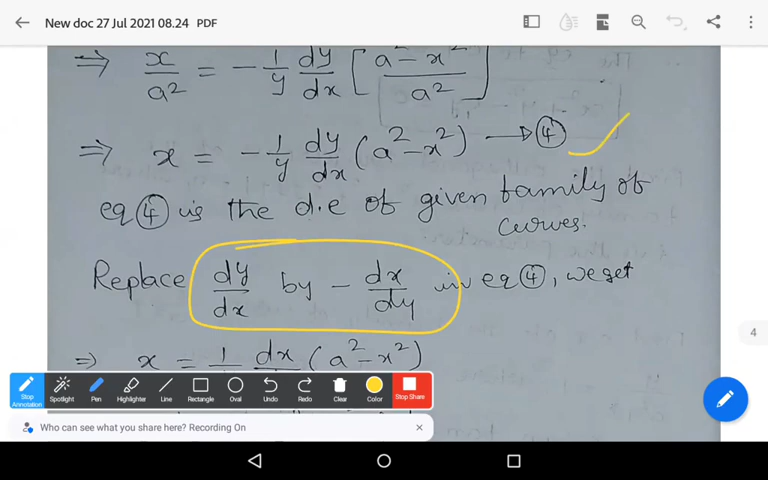 New doc 27 Jul 2021 08.24 PDF
⇒ x/a² = -1/y dy/dx [a²-x²/a²]
⇒ x = -1/y dy/dx (a²-x²) → ④
eq ④ is the d.e of given family of
curves.
Replace dy/dx by - dx/dy in eq ④, we get
⇒ x = 1 dx (a²-x²)
Stop Annotation Spotlight Pen Highlighter Line Rectangle Oval Undo Redo Clear Color Stop Share
Who can see what you share here? Recording On
4